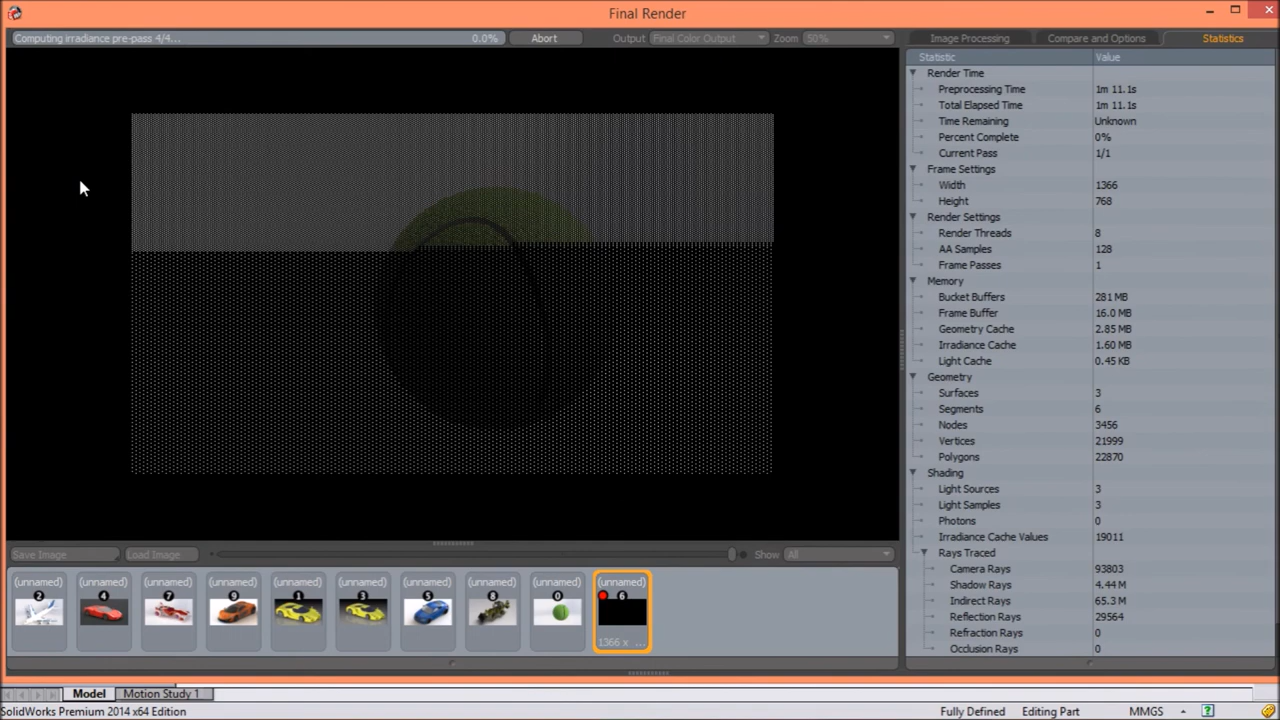 Final Render
Computing irradiance pre-pass 4/4... 0.0% Abort Output Final Color Output Zoom 50% Image Processing Compare and Options Statistics
Statistic Value
Render Time
Preprocessing Time 1m 11.1s
Total Elapsed Time 1m 11.1s
Time Remaining Unknown
Percent Complete 0%
Current Pass 1/1
Frame Settings
Width 1366
Height 768
Render Settings
Render Threads 8
AA Samples 128
Frame Passes 1
Memory
Bucket Buffers 281 MB
Frame Buffer 16.0 MB
Geometry Cache 2.85 MB
Irradiance Cache 1.60 MB
Light Cache 0.45 KB
Geometry
Surfaces 3
Segments 6
Nodes 3456
Vertices 21999
Polygons 22870
Shading
Light Sources 3
Light Samples 3
Photons 0
Irradiance Cache Values 19011
Rays Traced
Camera Rays 93803
Shadow Rays 4.44 M
Indirect Rays 65.3 M
Reflection Rays 29564
Refraction Rays 0
Occlusion Rays 0
Save Image Load Image Show All
(unnamed) (unnamed) (unnamed) (unnamed) (unnamed) (unnamed) (unnamed) (unnamed) (unnamed) (unnamed)
2 4 7 9 1 3 5 8 0 6
1366 x ...
Model Motion Study 1
SolidWorks Premium 2014 x64 Edition Fully Defined Editing Part MMGS